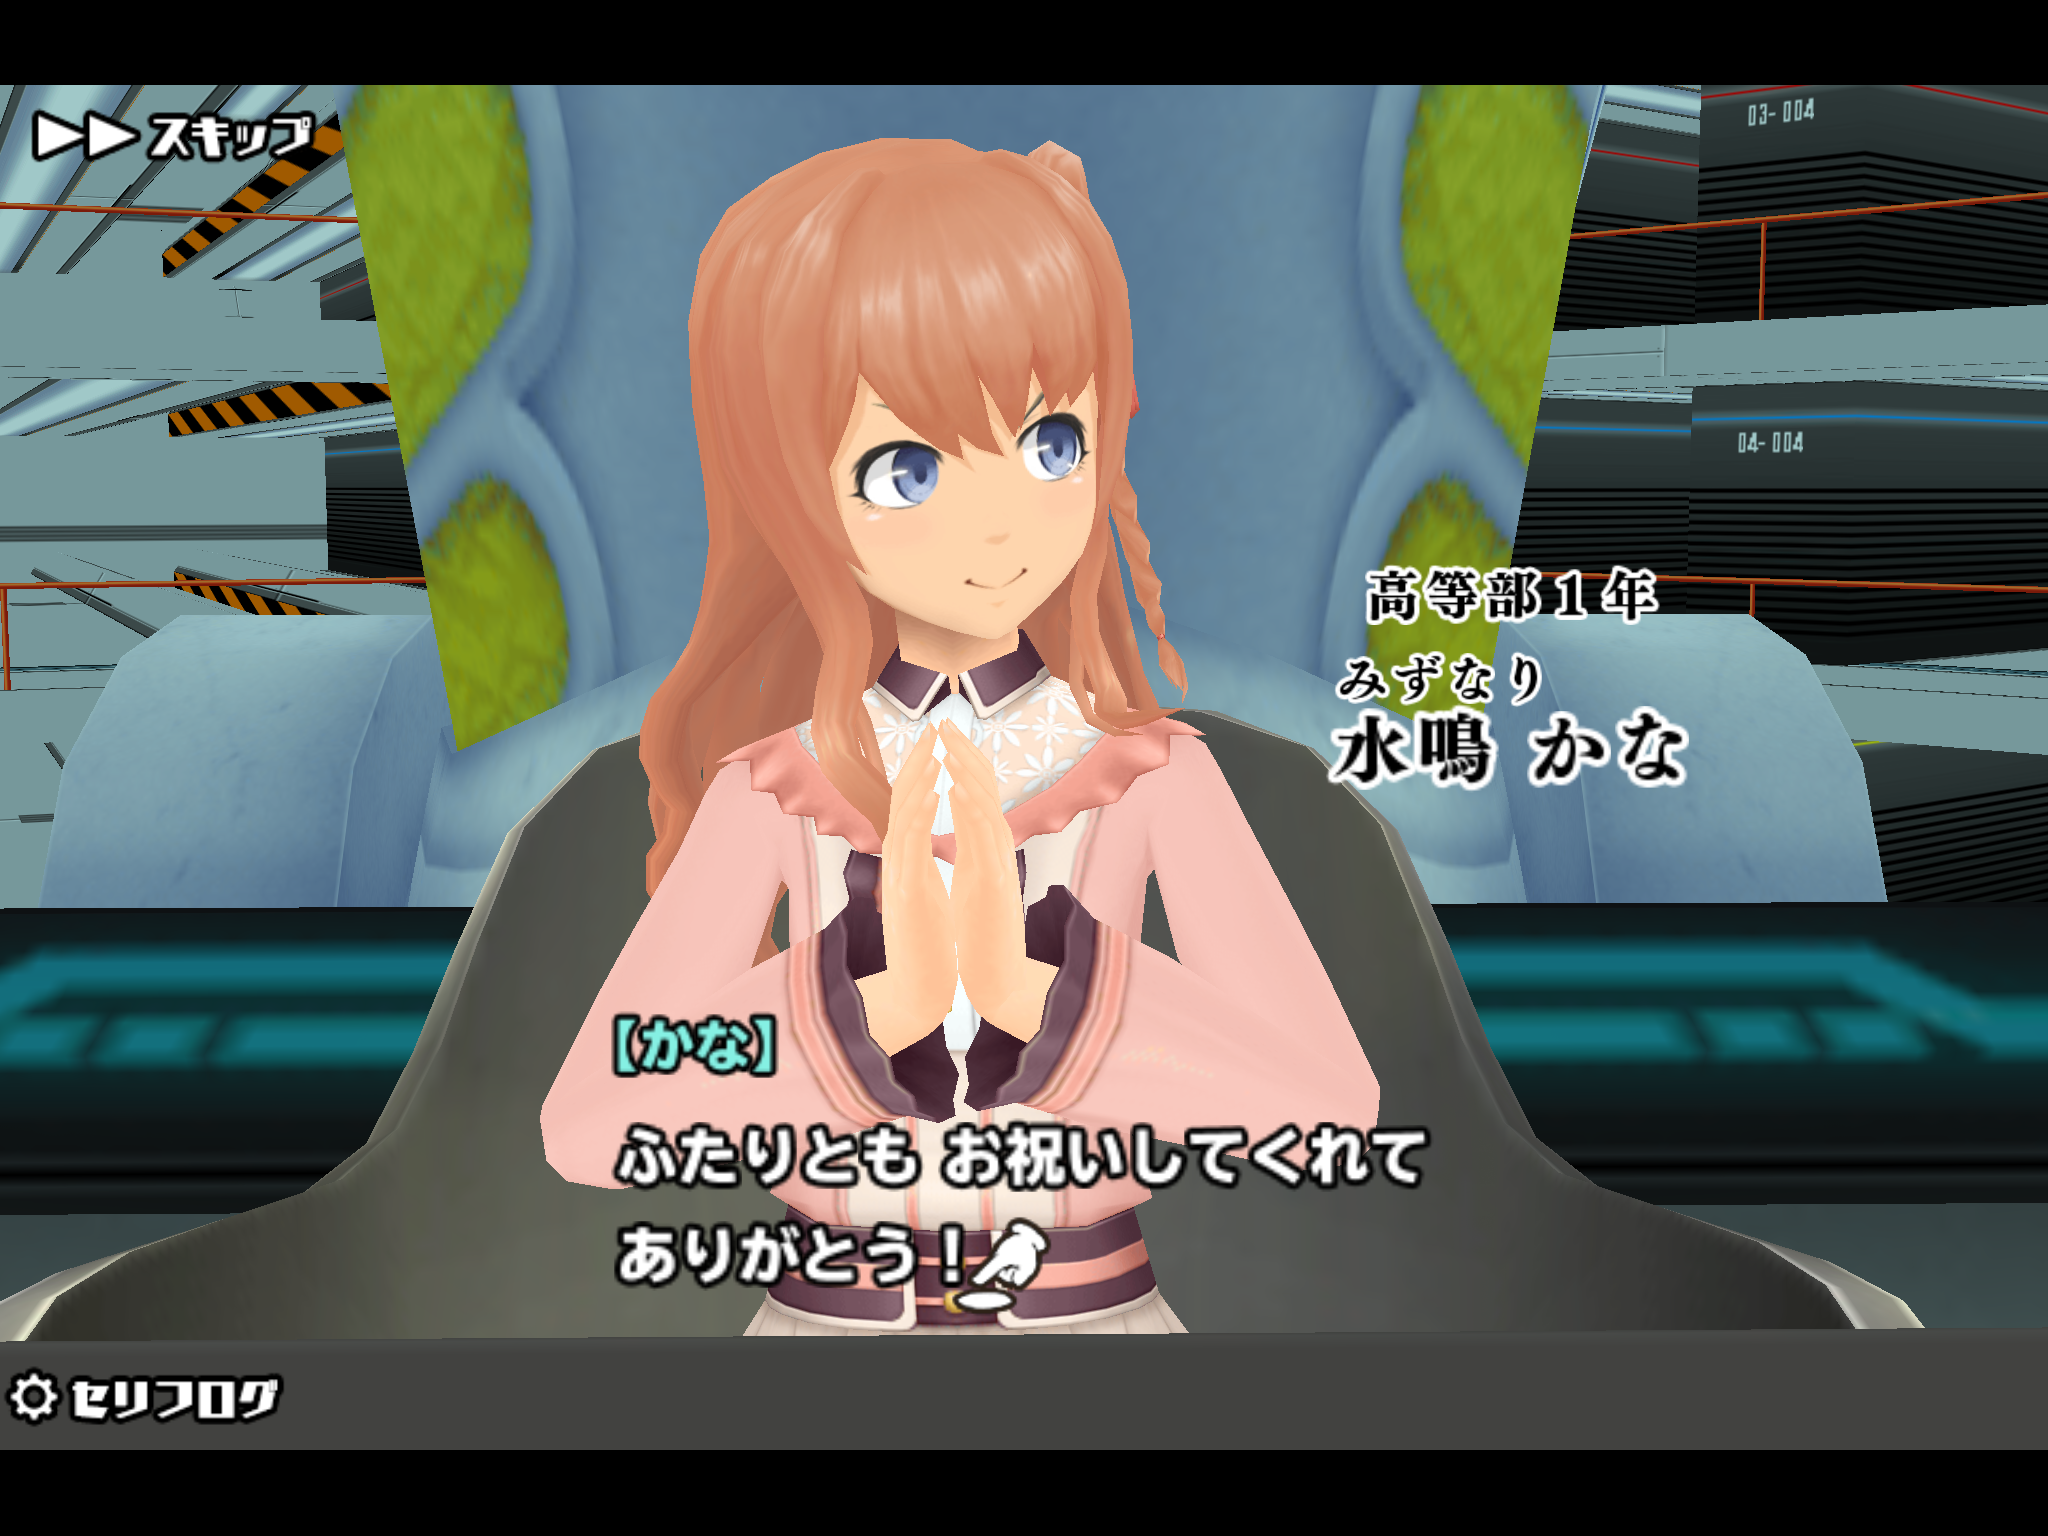 スキップ
03-004
04-004
高等部１年
みずなり
水鳴 かな
【かな】
ふたりとも お祝いしてくれて
ありがとう！
セリフログ